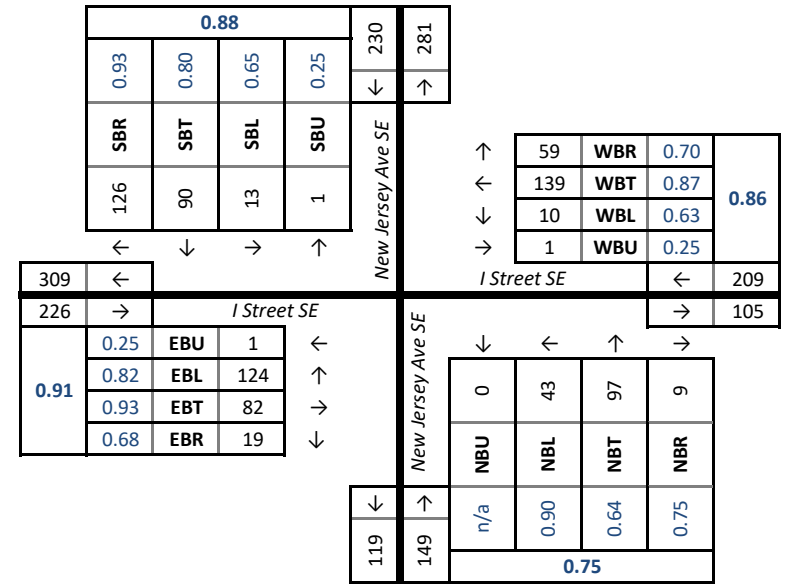 0.88
230
281
0.93
0.80
0.65
0.25
↓
↑
SBR
SBT
SBL
SBU
126
90
13
1
← ↓ → ↑
New Jersey Ave SE
↑ 59 WBR 0.70
← 139 WBT 0.87
↓ 10 WBL 0.63
→ 1 WBU 0.25
0.86
309 ←
I Street SE
← 209
226 →
I Street SE
→ 105
0.91
0.25 EBU 1 ←
0.82 EBL 124 ↑
0.93 EBT 82 →
0.68 EBR 19 ↓
New Jersey Ave SE
↓ ← ↑ →
0
43
97
9
NBU
NBL
NBT
NBR
n/a
0.90
0.64
0.75
↓
↑
119
149
0.75